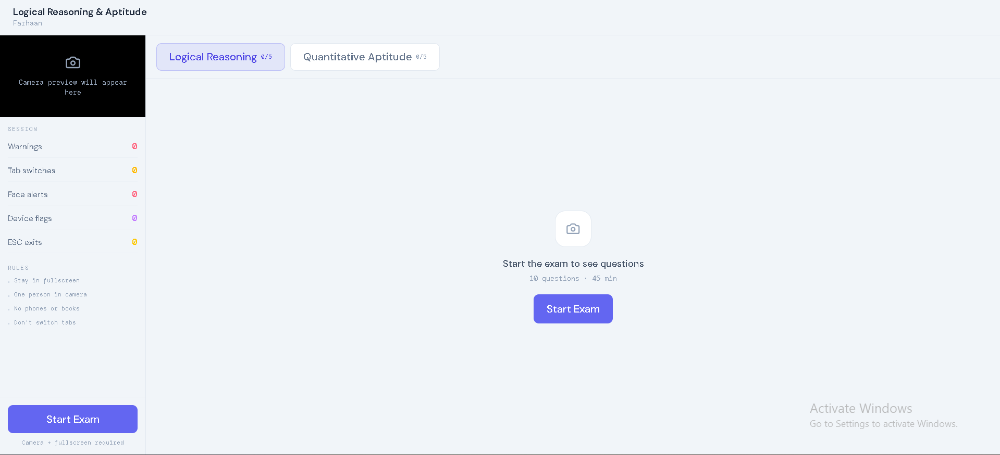 Logical Reasoning & Aptitude
Farhaan
Camera preview will appear
here
SESSION
Warnings 0
Tab switches 0
Face alerts 0
Device flags 0
ESC exits 0
RULES
Stay in fullscreen
One person in camera
No phones or books
Don't switch tabs
Start Exam
Camera + fullscreen required
Logical Reasoning 0/5
Quantitative Aptitude 0/5
Start the exam to see questions
10 questions · 45 min
Start Exam
Activate Windows
Go to Settings to activate Windows.